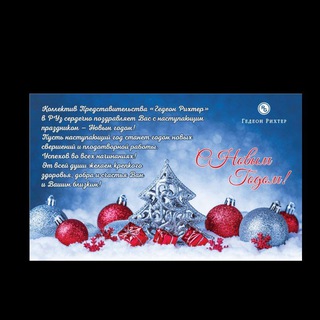 Коллектив Представительства «Гедеон Рихтер»
в РУз сердечно поздравляет Вас с наступающим
праздником – Новым годом!
Пусть наступающий год станет годом новых
свершений и плодотворной работы.
Успехов во всех начинаниях!
От всей души желаем крепкого
здоровья, добра и счастья Вам
и Вашим близким!
ГЕДЕОН РИХТЕР
С Новым
Годом!